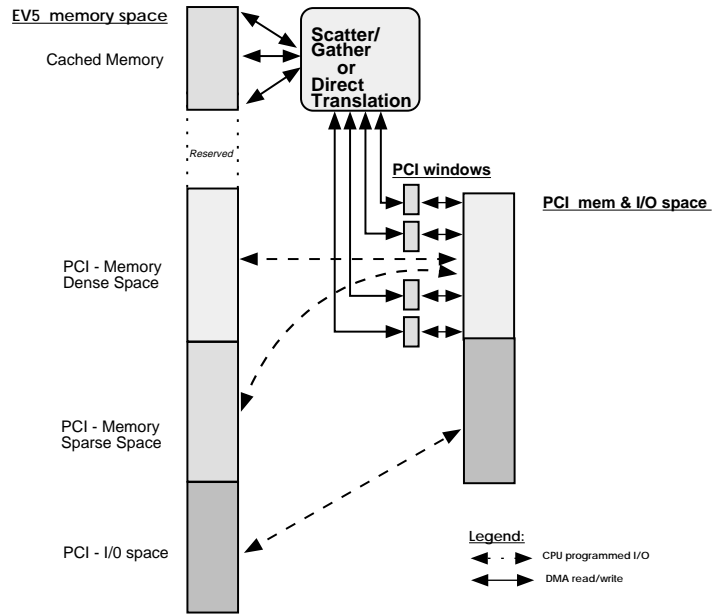 EV5 memory space
Cached Memory
Scatter/
Gather
or
Direct
Translation
Reserved
PCI windows
PCI mem & I/O space
PCI - Memory
Dense Space
PCI - Memory
Sparse Space
PCI - I/0 space
Legend:
CPU programmed I/O
DMA read/write